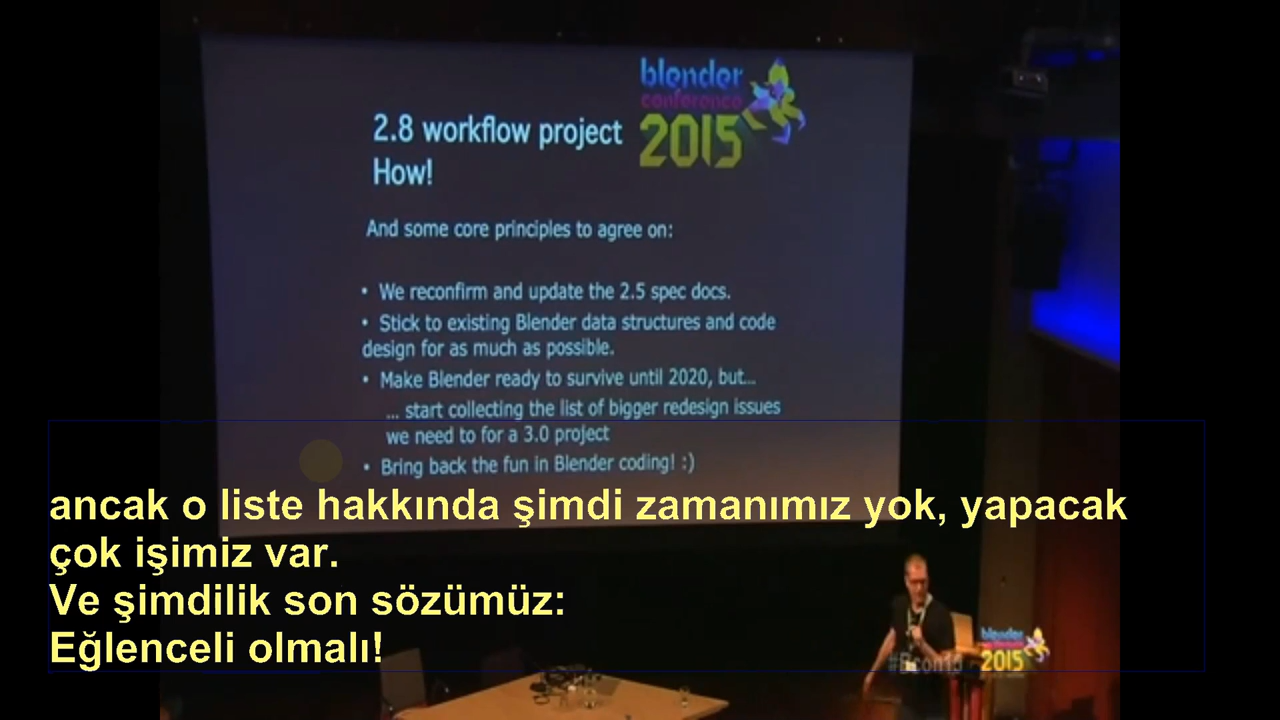 blender
conference
2015
2.8 workflow project
How!
And some core principles to agree on:
• We reconfirm and update the 2.5 spec docs.
• Stick to existing Blender data structures and code
design for as much as possible.
• Make Blender ready to survive until 2020, but...
... start collecting the list of bigger redesign issues
we need to for a 3.0 project
• Bring back the fun in Blender coding! :)
ancak o liste hakkında şimdi zamanımız yok, yapacak
çok işimiz var.
Ve şimdilik son sözümüz:
Eğlenceli olmalı!
#Bcon15
blender
2015